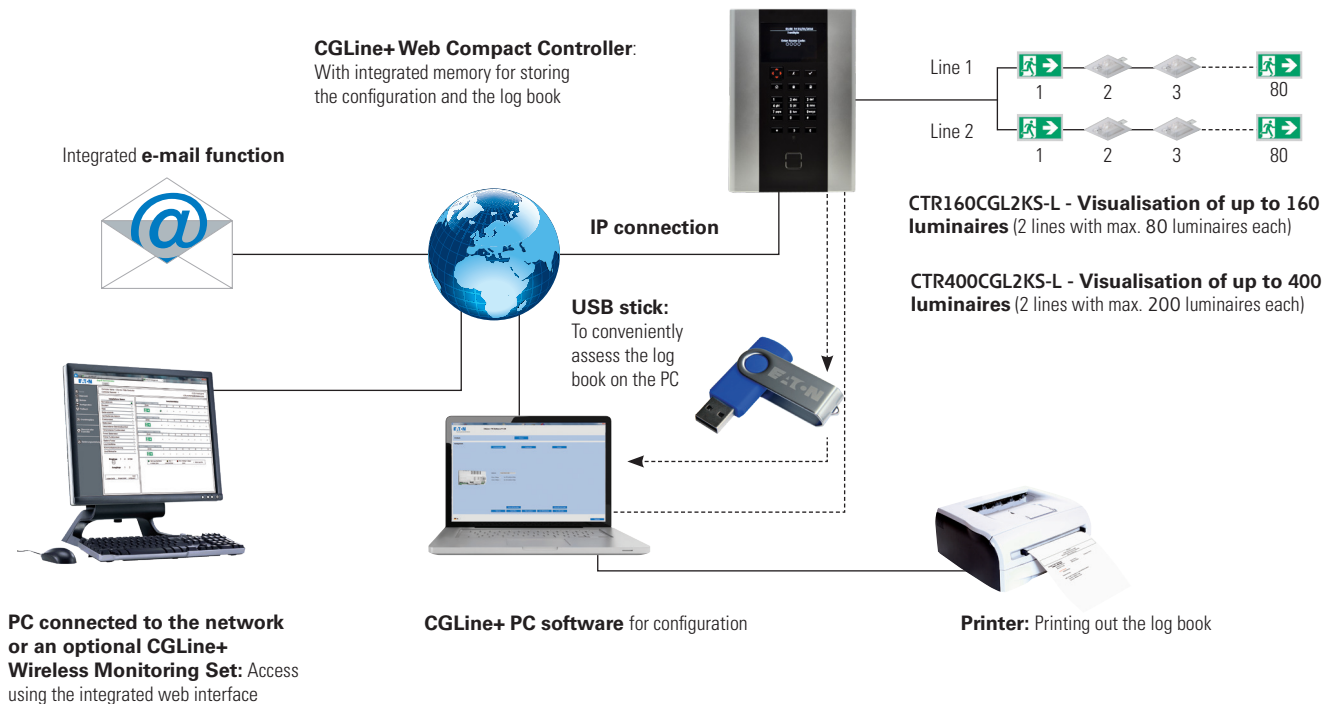 CGLine+ Web Compact Controller:
With integrated memory for storing
the configuration and the log book
Line 1
1
2
3
80
Line 2
1
2
3
80
Integrated e-mail function
@
IP connection
CTR160CGL2KS-L - Visualisation of up to 160
luminaires (2 lines with max. 80 luminaires each)
CTR400CGL2KS-L - Visualisation of up to 400
luminaires (2 lines with max. 200 luminaires each)
USB stick:
To conveniently
assess the log
book on the PC
EATON
EATON
EATON
PC connected to the network
or an optional CGLine+
Wireless Monitoring Set: Access
using the integrated web interface
CGLine+ PC software for configuration
Printer: Printing out the log book